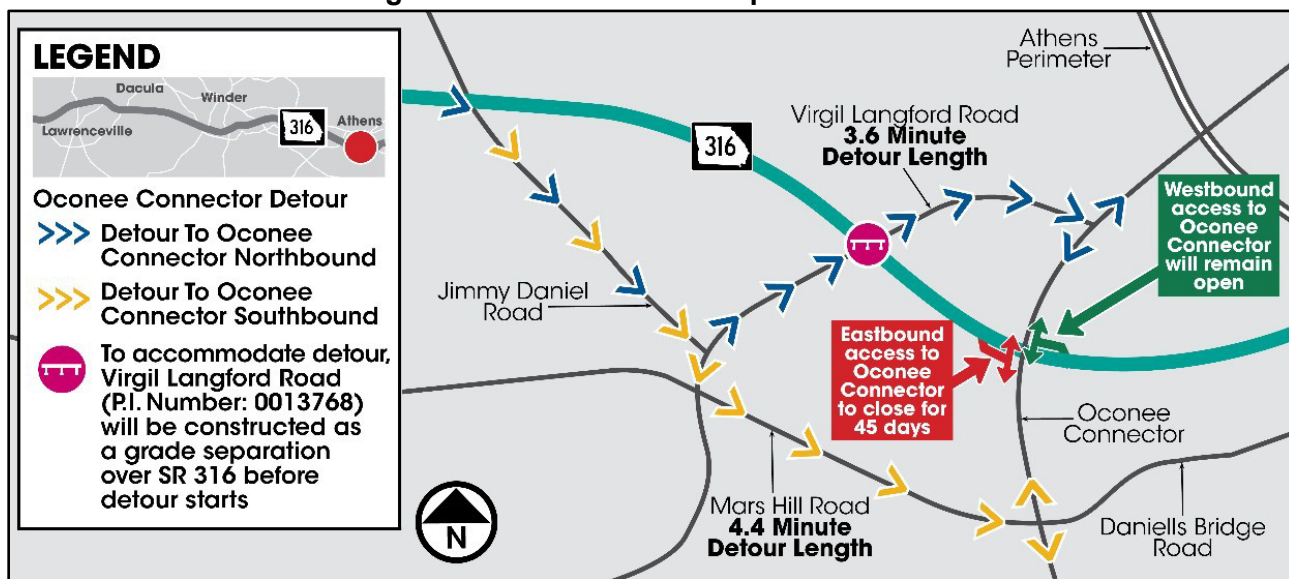 LEGEND
Dacula
Winder
Lawrenceville
316
Athens
Oconee Connector Detour
Detour To Oconee
Connector Northbound
Detour To Oconee
Connector Southbound
To accommodate detour,
Virgil Langford Road
(P.I. Number: 0013768)
will be constructed as
a grade separation
over SR 316 before
detour starts
N
316
Virgil Langford Road
3.6 Minute
Detour Length
Athens
Perimeter
Westbound
access to
Oconee
Connector
will remain
open
Jimmy Daniel
Road
Eastbound
access to
Oconee
Connector
to close for
45 days
Oconee
Connector
Mars Hill Road
4.4 Minute
Detour Length
Daniells Bridge
Road